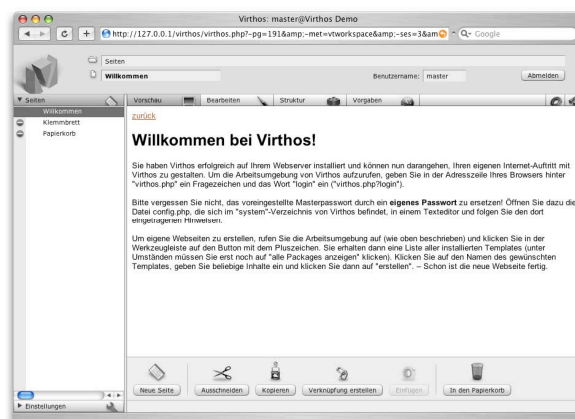 Virthos: master@Virthos Demo
http://127.0.0.1/virthos/virthos.php?-pg=191&amp;-met=vtworkspace&amp;-ses=3&am
Google
Seiten
Willkommen
Benutzername: master
Abmelden
Seiten
Vorschau
Bearbeiten
Struktur
Vorgaben
Willkommen
Klemmbrett
Papierkorb
zurück
Willkommen bei Virthos!
Sie haben Virthos erfolgreich auf Ihrem Webserver installiert und können nun darangehen, Ihren eigenen Internet-Auftritt mit
Virthos zu gestalten. Um die Arbeitsumgebung von Virthos aufzurufen, geben Sie in der Adresszeile Ihres Browsers hinter
"virthos.php" ein Fragezeichen und das Wort "login" ein ("virthos.php?login").
Bitte vergessen Sie nicht, das voreingestellte Masterpasswort durch ein eigenes Passwort zu ersetzen! Öffnen Sie dazu die
Datei config.php, die sich im "system"-Verzeichnis von Virthos befindet, in einem Texteditor und folgen Sie den dort
eingetragenen Hinweisen.
Um eigene Webseiten zu erstellen, rufen Sie die Arbeitsumgebung auf (wie oben beschrieben) und klicken Sie in der
Werkzeugleiste auf den Button mit dem Pluszeichen. Sie erhalten dann eine Liste aller installierten Templates (unter
Umständen müssen Sie erst noch auf "alle Packages anzeigen" klicken). Klicken Sie auf den Namen des gewünschten
Templates, geben Sie beliebige Inhalte ein und klicken Sie dann auf "erstellen". – Schon ist die neue Webseite fertig.
Neue Seite
Ausschneiden
Kopieren
Verknüpfung erstellen
Einfügen
In den Papierkorb
Einstellungen